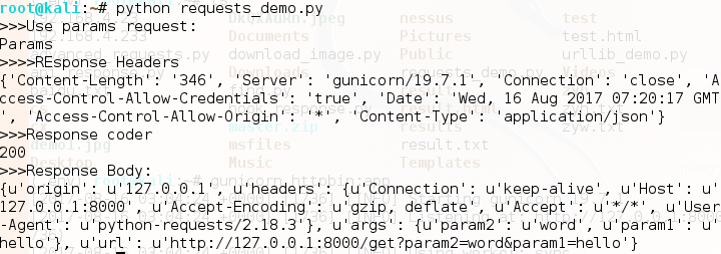 root@kali:~# python requests_demo.py
>>>Use params request:
Params
>>>>REsponse Headers
{'Content-Length': '346', 'Server': 'gunicorn/19.7.1', 'Connection': 'close', 'A
ccess-Control-Allow-Credentials': 'true', 'Date': 'Wed, 16 Aug 2017 07:20:17 GMT
', 'Access-Control-Allow-Origin': '*', 'Content-Type': 'application/json'}
>>>Response coder
200
>>>Response Body:
{u'origin': u'127.0.0.1', u'headers': {u'Connection': u'keep-alive', u'Host': u'
127.0.0.1:8000', u'Accept-Encoding': u'gzip, deflate', u'Accept': u'*/*', u'User
-Agent': u'python-requests/2.18.3'}, u'args': {u'param2': u'word', u'param1': u'
hello'}, u'url': u'http://127.0.0.1:8000/get?param2=word&param1=hello'}